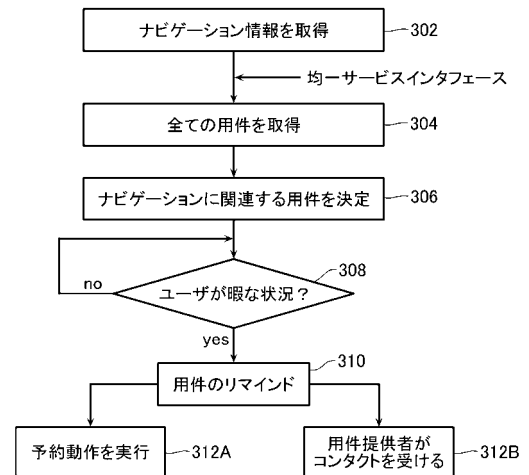 ナビゲーション情報を取得
302
均一サービスインタフェース
全ての用件を取得
304
ナビゲーションに関連する用件を決定
306
308
ユーザが暇な状況?
no
yes
310
用件のリマインド
予約動作を実行
312A
用件提供者が
コンタクトを受ける
312B